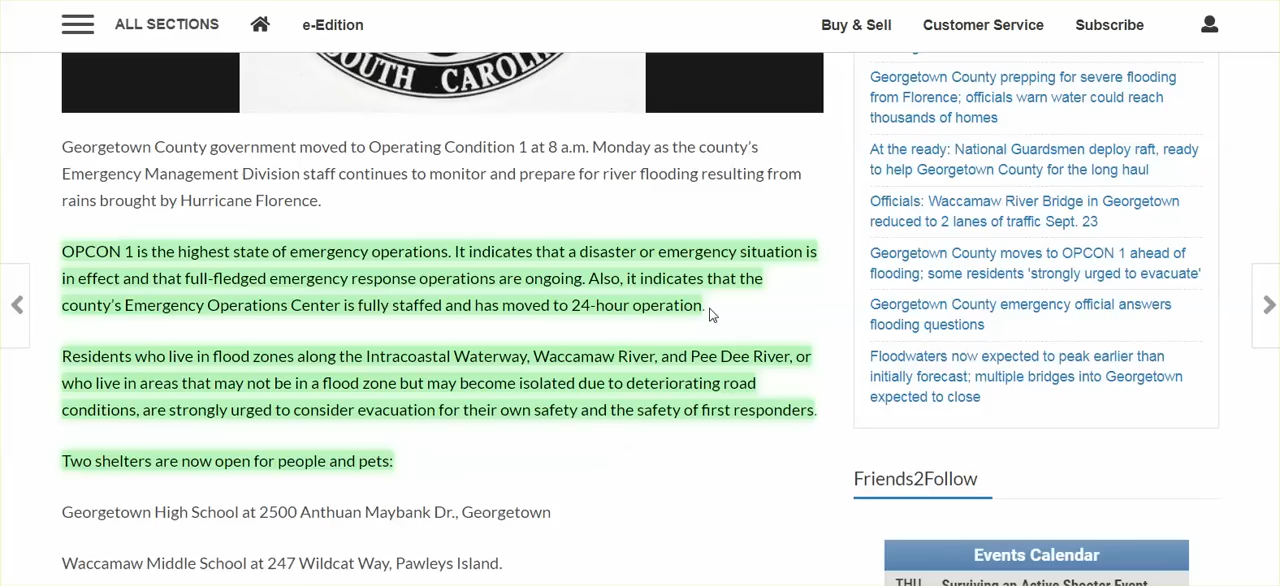 ALL SECTIONS
e-Edition
Buy & Sell
Customer Service
Subscribe
SOUTH CAROLINA
Georgetown County government moved to Operating Condition 1 at 8 a.m. Monday as the county's
Emergency Management Division staff continues to monitor and prepare for river flooding resulting from
rains brought by Hurricane Florence.
OPCON 1 is the highest state of emergency operations. It indicates that a disaster or emergency situation is
in effect and that full-fledged emergency response operations are ongoing. Also, it indicates that the
county's Emergency Operations Center is fully staffed and has moved to 24-hour operation.
Residents who live in flood zones along the Intracoastal Waterway, Waccamaw River, and Pee Dee River, or
who live in areas that may not be in a flood zone but may become isolated due to deteriorating road
conditions, are strongly urged to consider evacuation for their own safety and the safety of first responders.
Two shelters are now open for people and pets:
Georgetown High School at 2500 Anthuan Maybank Dr., Georgetown
Waccamaw Middle School at 247 Wildcat Way, Pawleys Island.
Georgetown County prepping for severe flooding
from Florence; officials warn water could reach
thousands of homes
At the ready: National Guardsmen deploy raft, ready
to help Georgetown County for the long haul
Officials: Waccamaw River Bridge in Georgetown
reduced to 2 lanes of traffic Sept. 23
Georgetown County moves to OPCON 1 ahead of
flooding; some residents 'strongly urged to evacuate'
Georgetown County emergency official answers
flooding questions
Floodwaters now expected to peak earlier than
initially forecast; multiple bridges into Georgetown
expected to close
Friends2Follow
Events Calendar
THU
Surviving an Active Shooter Event